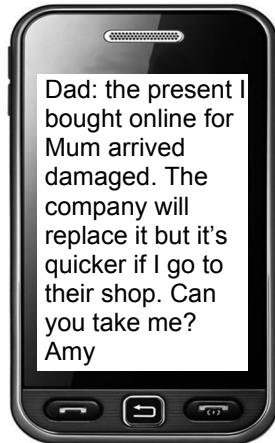 Dad: the present I
bought online for
Mum arrived
damaged. The
company will
replace it but it’s
quicker if I go to
their shop. Can
you take me?
Amy